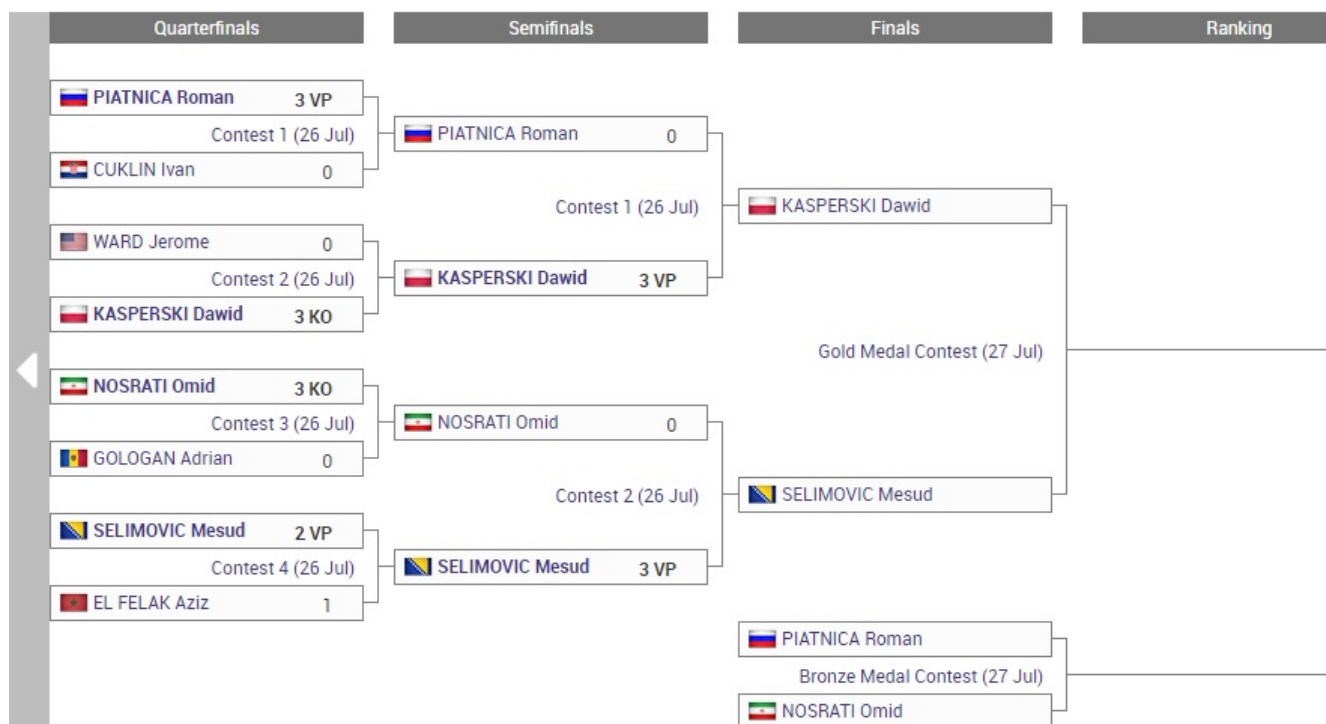 Quarterfinals
Semifinals
Finals
Ranking
PIATNICA Roman 3 VP
Contest 1 (26 Jul)
CUKLIN Ivan 0
WARD Jerome 0
Contest 2 (26 Jul)
KASPERSKI Dawid 3 KO
NOSRATI Omid 3 KO
Contest 3 (26 Jul)
GOLOGAN Adrian 0
SELIMOVIC Mesud 2 VP
Contest 4 (26 Jul)
EL FELAK Aziz 1
PIATNICA Roman 0
Contest 1 (26 Jul)
KASPERSKI Dawid 3 VP
NOSRATI Omid 0
Contest 2 (26 Jul)
SELIMOVIC Mesud 3 VP
KASPERSKI Dawid
Gold Medal Contest (27 Jul)
SELIMOVIC Mesud
PIATNICA Roman
Bronze Medal Contest (27 Jul)
NOSRATI Omid